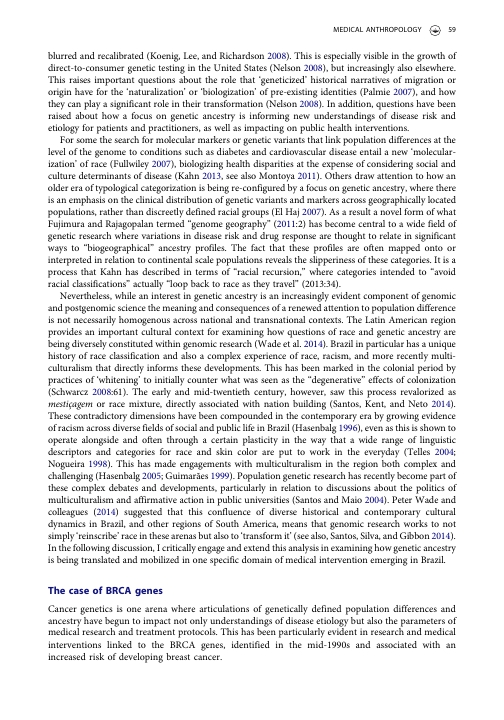 MEDICAL ANTHROPOLOGY 59
blurred and recalibrated (Koenig, Lee, and Richardson 2008). This is especially visible in the growth of
direct-to-consumer genetic testing in the United States (Nelson 2008), but increasingly also elsewhere.
This raises important questions about the role that ‘geneticized’ historical narratives of migration or
origin have for the ‘naturalization’ or ‘biologization’ of pre-existing identities (Palmie 2007), and how
they can play a significant role in their transformation (Nelson 2008). In addition, questions have been
raised about how a focus on genetic ancestry is informing new understandings of disease risk and
etiology for patients and practitioners, as well as impacting on public health interventions.
For some the search for molecular markers or genetic variants that link population differences at the
level of the genome to conditions such as diabetes and cardiovascular disease entail a new ‘molecular-
ization’ of race (Fullwiley 2007), biologizing health disparities at the expense of considering social and
culture determinants of disease (Kahn 2013, see also Montoya 2011). Others draw attention to how an
older era of typological categorization is being re-configured by a focus on genetic ancestry, where there
is an emphasis on the clinical distribution of genetic variants and markers across geographically located
populations, rather than discreetly defined racial groups (El Haj 2007). As a result a novel form of what
Fujimura and Rajagopalan termed “genome geography” (2011:2) has become central to a wide field of
genetic research where variations in disease risk and drug response are thought to relate in significant
ways to “biogeographical” ancestry profiles. The fact that these profiles are often mapped onto or
interpreted in relation to continental scale populations reveals the slipperiness of these categories. It is a
process that Kahn has described in terms of “racial recursion,” where categories intended to “avoid
racial classifications” actually “loop back to race as they travel” (2013:34).
Nevertheless, while an interest in genetic ancestry is an increasingly evident component of genomic
and postgenomic science the meaning and consequences of a renewed attention to population difference
is not necessarily homogenous across national and transnational contexts. The Latin American region
provides an important cultural context for examining how questions of race and genetic ancestry are
being diversely constituted within genomic research (Wade et al. 2014). Brazil in particular has a unique
history of race classification and also a complex experience of race, racism, and more recently multi-
culturalism that directly informs these developments. This has been marked in the colonial period by
practices of ‘whitening’ to initially counter what was seen as the “degenerative” effects of colonization
(Schwarcz 2008:61). The early and mid-twentieth century, however, saw this process revalorized as
mestiçagem or race mixture, directly associated with nation building (Santos, Kent, and Neto 2014).
These contradictory dimensions have been compounded in the contemporary era by growing evidence
of racism across diverse fields of social and public life in Brazil (Hasenbalg 1996), even as this is shown to
operate alongside and often through a certain plasticity in the way that a wide range of linguistic
descriptors and categories for race and skin color are put to work in the everyday (Telles 2004;
Nogueira 1998). This has made engagements with multiculturalism in the region both complex and
challenging (Hasenbalg 2005; Guimarães 1999). Population genetic research has recently become part of
these complex debates and developments, particularly in relation to discussions about the politics of
multiculturalism and affirmative action in public universities (Santos and Maio 2004). Peter Wade and
colleagues (2014) suggested that this confluence of diverse historical and contemporary cultural
dynamics in Brazil, and other regions of South America, means that genomic research works to not
simply ‘reinscribe’ race in these arenas but also to ‘transform it’ (see also, Santos, Silva, and Gibbon 2014).
In the following discussion, I critically engage and extend this analysis in examining how genetic ancestry
is being translated and mobilized in one specific domain of medical intervention emerging in Brazil.
The case of BRCA genes
Cancer genetics is one arena where articulations of genetically defined population differences and
ancestry have begun to impact not only understandings of disease etiology but also the parameters of
medical research and treatment protocols. This has been particularly evident in research and medical
interventions linked to the BRCA genes, identified in the mid-1990s and associated with an
increased risk of developing breast cancer.